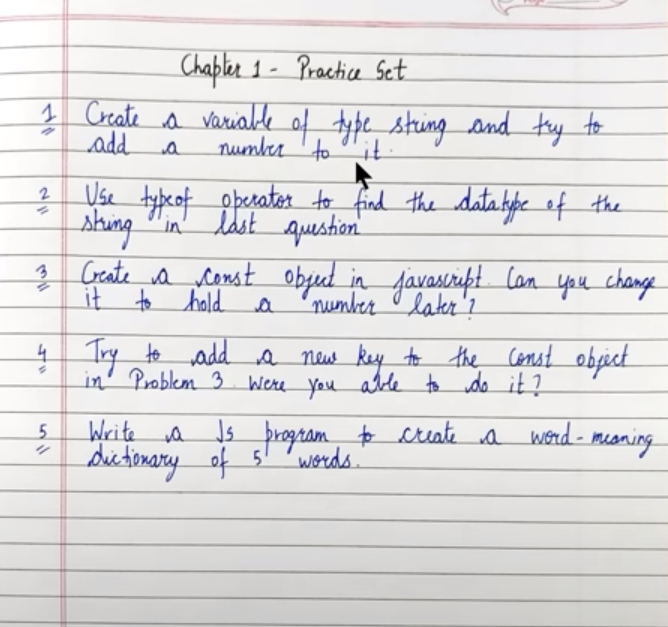 Chapter 1 - Practice Set
1 Create a variable of type string and try to
add a number to it.
2 Use typeof operator to find the datatype of the
string in last question
3 Create a const object in javascript. Can you change
it to hold a number later?
4 Try to add a new key to the const object
in Problem 3. Were you able to do it?
5 Write a Js program to create a word-meaning
dictionary of 5 words.